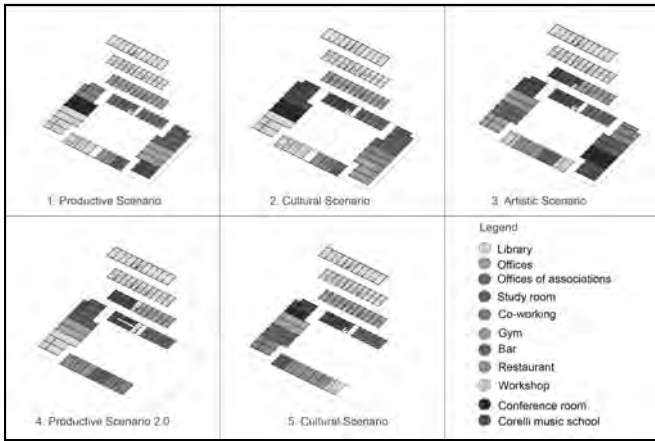 1. Productive Scenario
2. Cultural Scenario
3. Artistic Scenario
4. Productive Scenario 2.0
5. Cultural Scenario
Legend
Library
Offices
Offices of associations
Study room
Co-working
Gym
Bar
Restaurant
Workshop
Conference room
Corelli music school